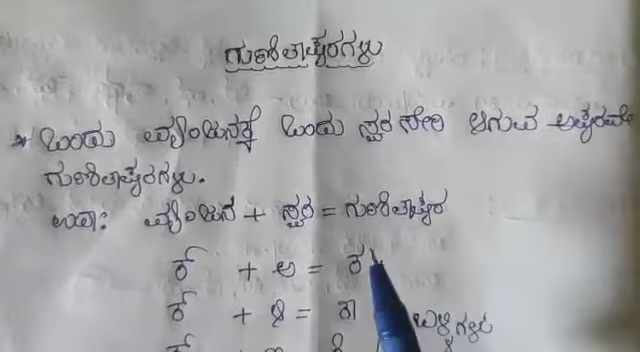 ಗುಣಿತಾಕ್ಷರಗಳು
* ಒಂದು ವ್ಯಂಜನಕ್ಕೆ ಒಂದು ಸ್ವರ ಸೇರಿ ಆಗುವ ಅಕ್ಷರವೇ
ಗುಣಿತಾಕ್ಷರಗಳು.
ಉದಾ: ವ್ಯಂಜನ + ಸ್ವರ = ಗುಣಿತಾಕ್ಷರ
ಕ್ + ಅ = ಕ
ಕ್ + ಆ = ಕಾ